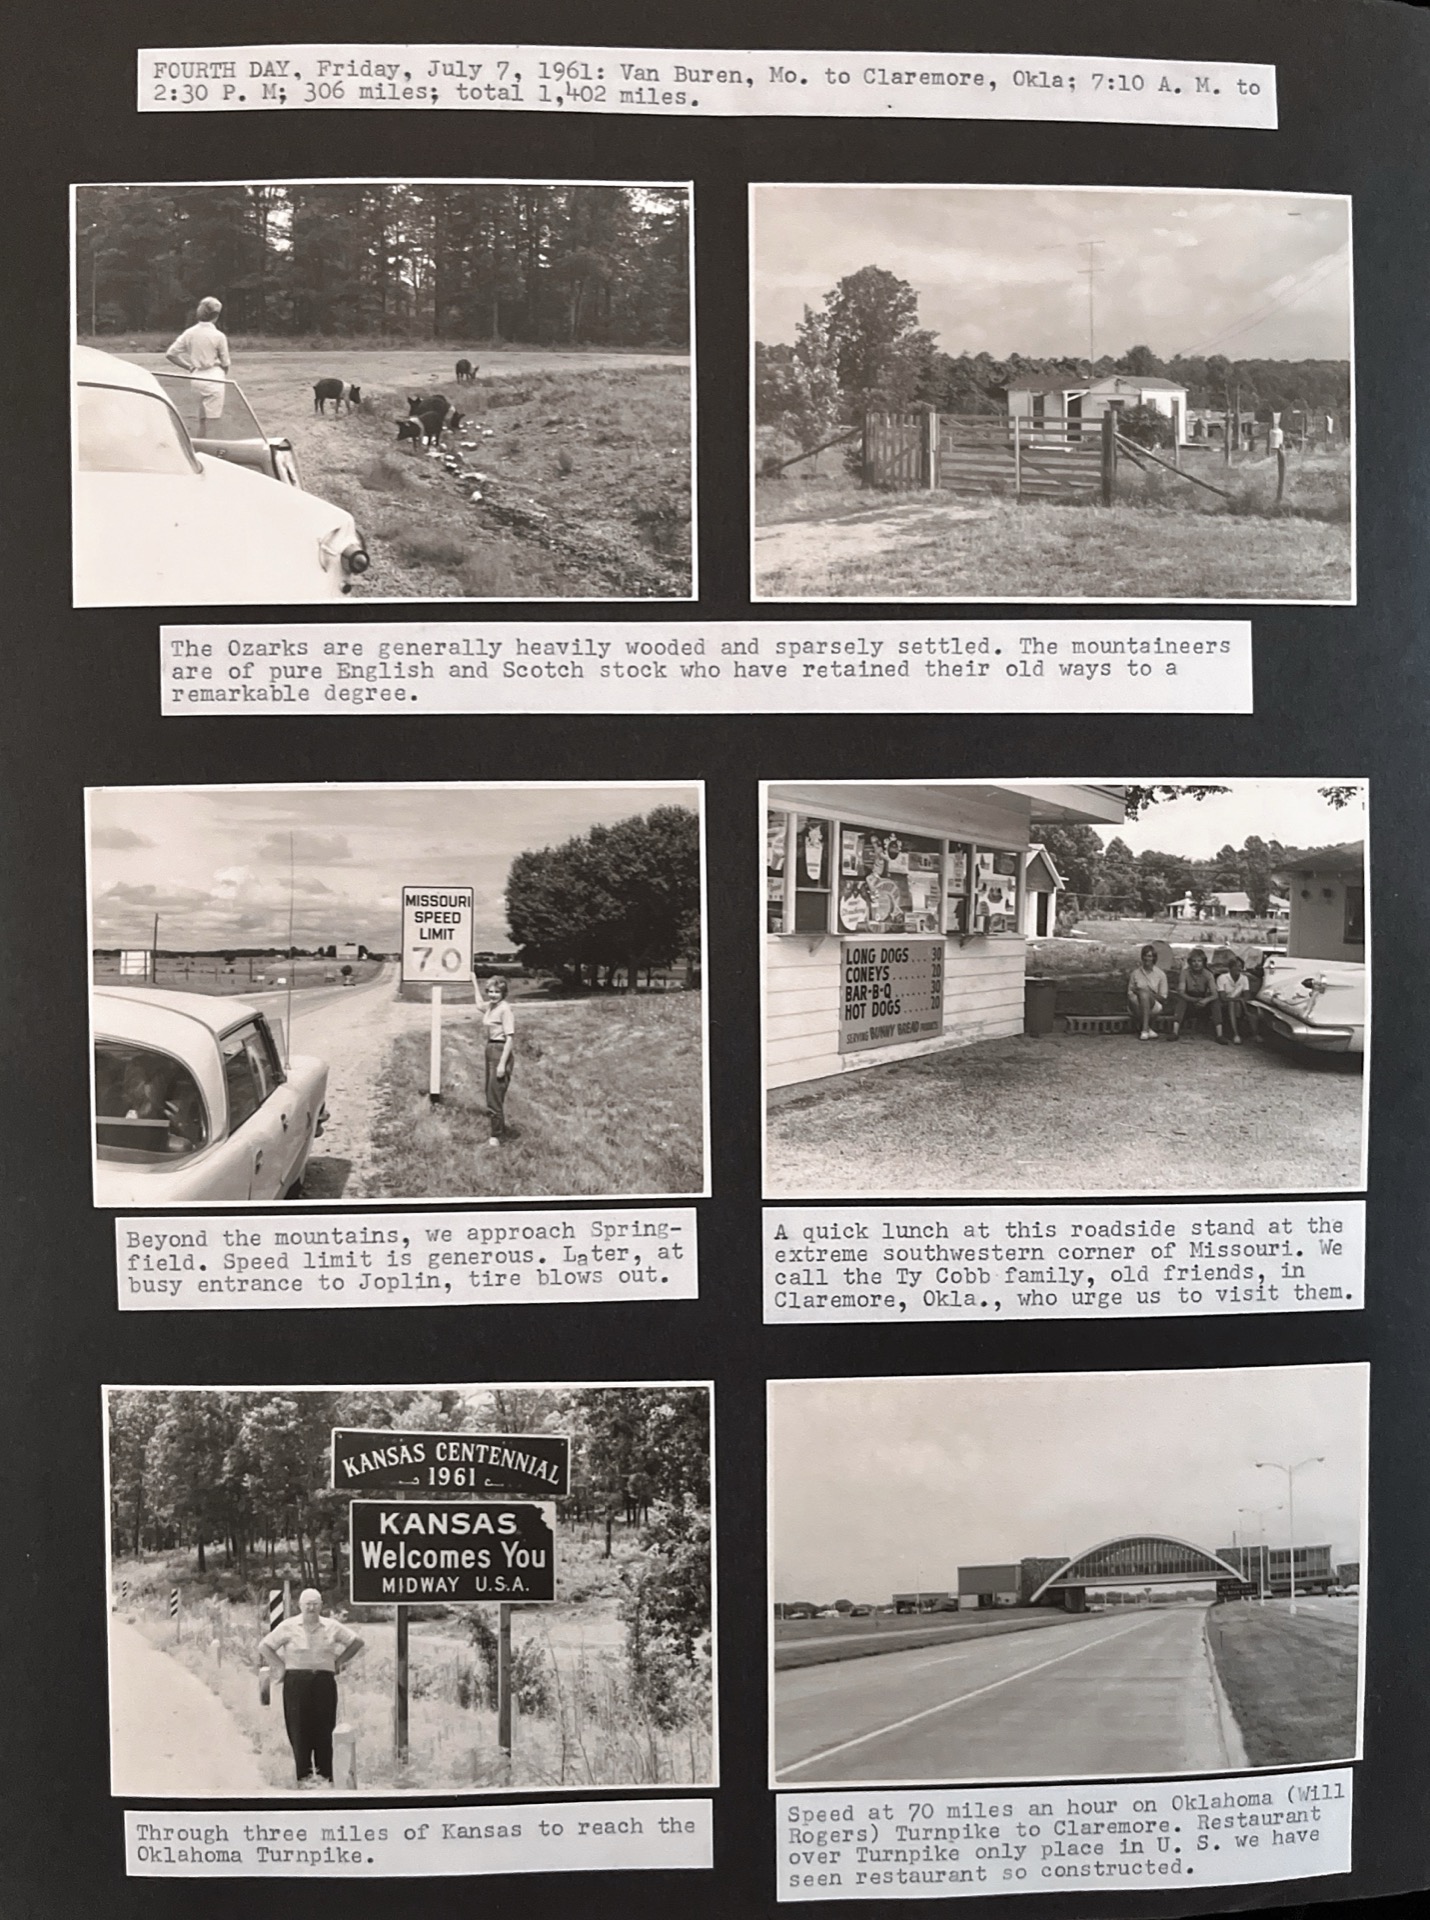 FOURTH DAY, Friday, July 7, 1961: Van Buren, Mo. to Claremore, Okla; 7:10 A. M. to
2:30 P. M; 306 miles; total 1,402 miles.
The Ozarks are generally heavily wooded and sparsely settled. The mountaineers
are of pure English and Scotch stock who have retained their old ways to a
remarkable degree.
MISSOURI
SPEED
LIMIT
70
LONG DOGS... 30
CONEYS...... 20
BAR-B-Q...... 30
HOT DOGS..... 20
SERVING BUNNY BREAD PRODUCTS
Beyond the mountains, we approach Spring-
field. Speed limit is generous. Later, at
busy entrance to Joplin, tire blows out.
A quick lunch at this roadside stand at the
extreme southwestern corner of Missouri. We
call the Ty Cobb family, old friends, in
Claremore, Okla., who urge us to visit them.
KANSAS CENTENNIAL
1961
KANSAS
Welcomes You
MIDWAY U.S.A.
Through three miles of Kansas to reach the
Oklahoma Turnpike.
Speed at 70 miles an hour on Oklahoma (Will
Rogers) Turnpike to Claremore. Restaurant
over Turnpike only place in U. S. we have
seen restaurant so constructed.